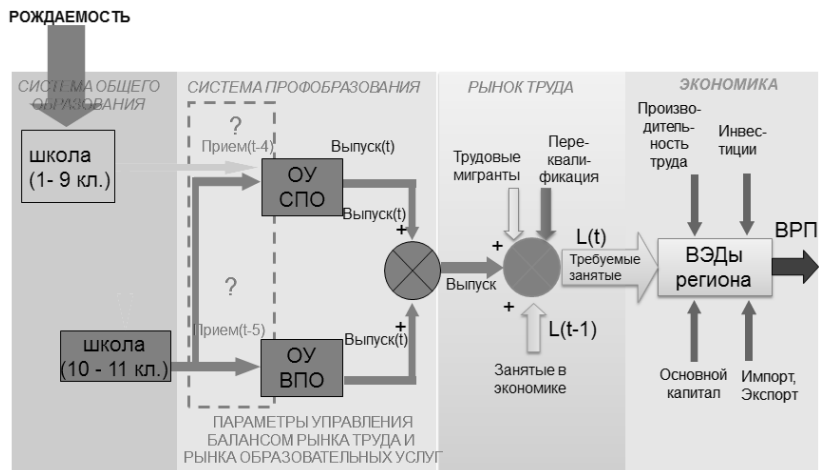 РОЖДАЕМОСТЬ
СИСТЕМА ОБЩЕГО
ОБРАЗОВАНИЯ
СИСТЕМА ПРОФОБРАЗОВАНИЯ
РЫНОК ТРУДА
ЭКОНОМИКА
школа
(1- 9 кл.)
?
Прием(t-4)
ОУ
СПО
Выпуск(t)
Выпуск(t)
+
Трудовые
мигранты
Пере-
квали-
фикация
Произво-
дитель-
ность
труда
Инвес-
тиции
+
Выпуск
L(t)
Требуемые
занятые
ВЭДы
региона
ВРП
?
Прием(t-5)
школа
(10 - 11 кл.)
ОУ
ВПО
Выпуск(t)
+
+
L(t-1)
Занятые в
экономике
Основной
капитал
Импорт,
Экспорт
ПАРАМЕТРЫ УПРАВЛЕНИЯ
БАЛАНСОМ РЫНКА ТРУДА И
РЫНКА ОБРАЗОВАТЕЛЬНЫХ УСЛУГ